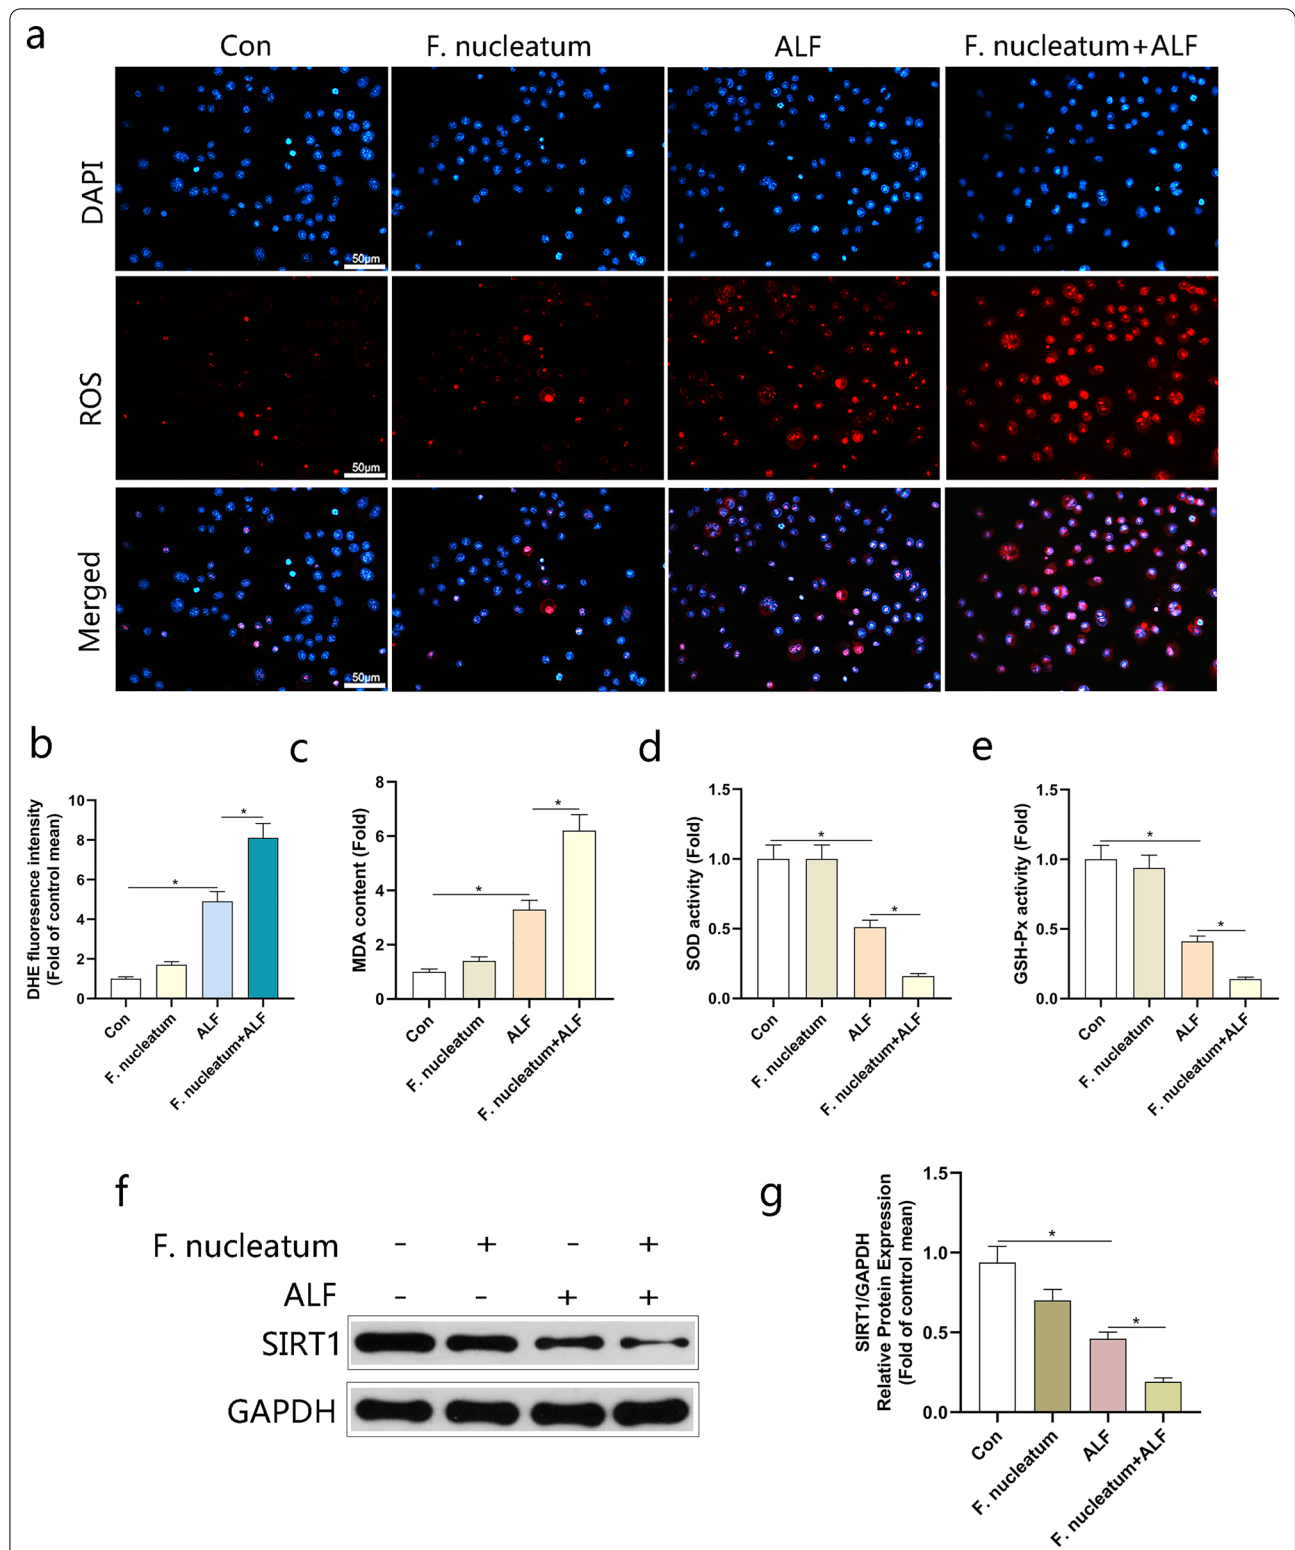 a
Con
F. nucleatum
ALF
F. nucleatum+ALF
DAPI
50μm
ROS
50μm
Merged
50μm
b
DHE fluoresence intensity
(Fold of control mean)
10
8
6
4
2
0
*
*
Con
F. nucleatum
ALF
F. nucleatum+ALF
c
MDA content (Fold)
8
6
4
2
0
*
*
Con
F. nucleatum
ALF
F. nucleatum+ALF
d
SOD activity (Fold)
1.5
1.0
0.5
0.0
*
*
Con
F. nucleatum
ALF
F. nucleatum+ALF
e
GSH-Px activity (Fold)
1.5
1.0
0.5
0.0
*
*
Con
F. nucleatum
ALF
F. nucleatum+ALF
f
F. nucleatum - + - +
ALF - - + +
SIRT1
GAPDH
g
SIRT1/GAPDH
Relative Protein Expression
(Fold of control mean)
1.5
1.0
0.5
0.0
*
*
Con
F. nucleatum
ALF
F. nucleatum+ALF